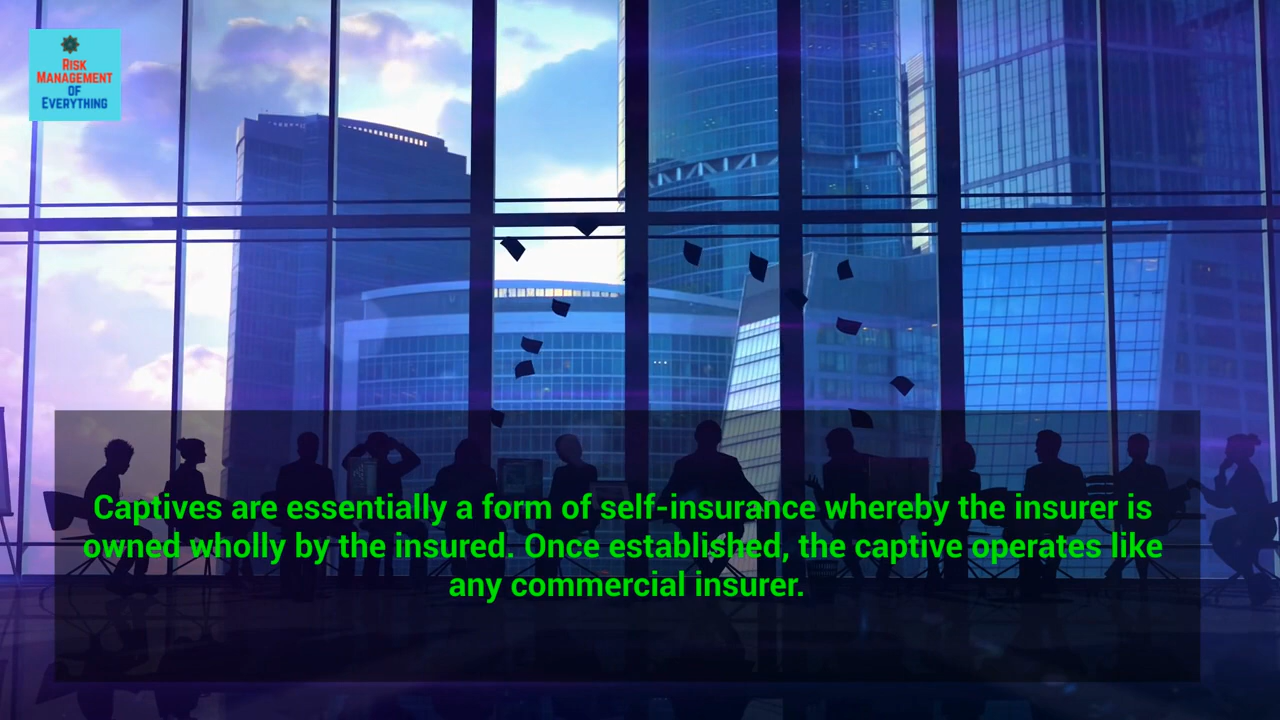 Risk
Management
of
Everything
Captives are essentially a form of self-insurance whereby the insurer is
owned wholly by the insured. Once established, the captive operates like
any commercial insurer.